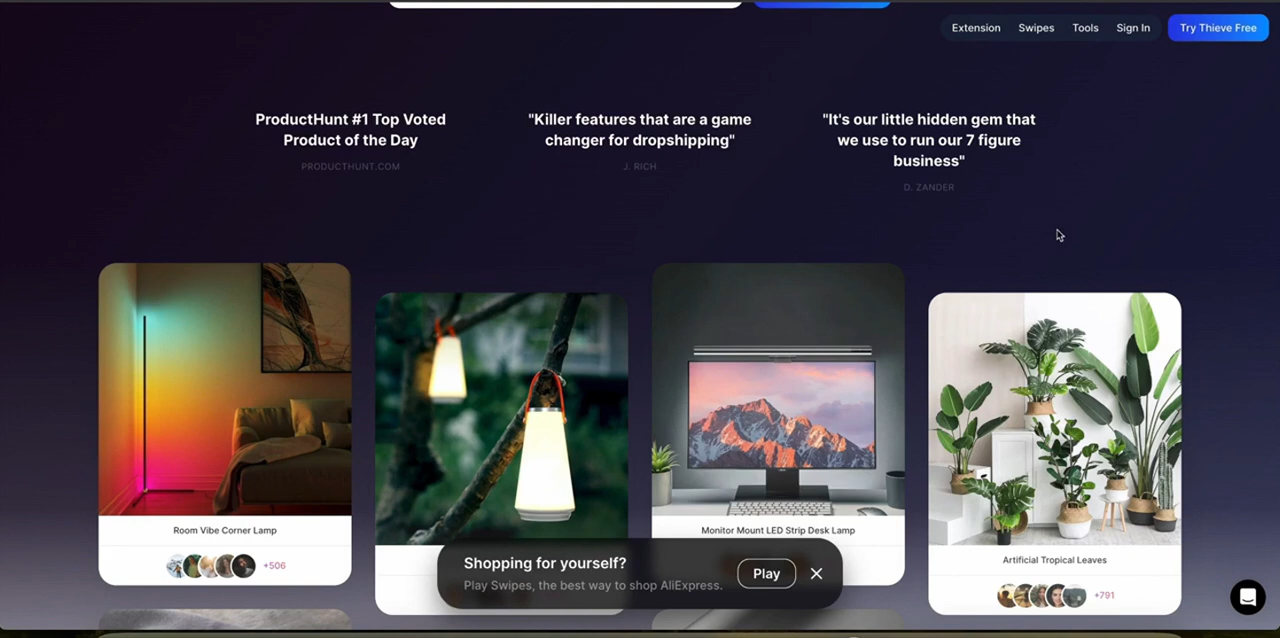 Extension Swipes Tools Sign In Try Thieve Free
ProductHunt #1 Top Voted
Product of the Day
PRODUCTHUNT.COM
"Killer features that are a game
changer for dropshipping"
J. RICH
"It's our little hidden gem that
we use to run our 7 figure
business"
D. ZANDER
Room Vibe Corner Lamp
+506
Monitor Mount LED Strip Desk Lamp
Artificial Tropical Leaves
+791
Shopping for yourself?
Play Swipes, the best way to shop AliExpress.
Play